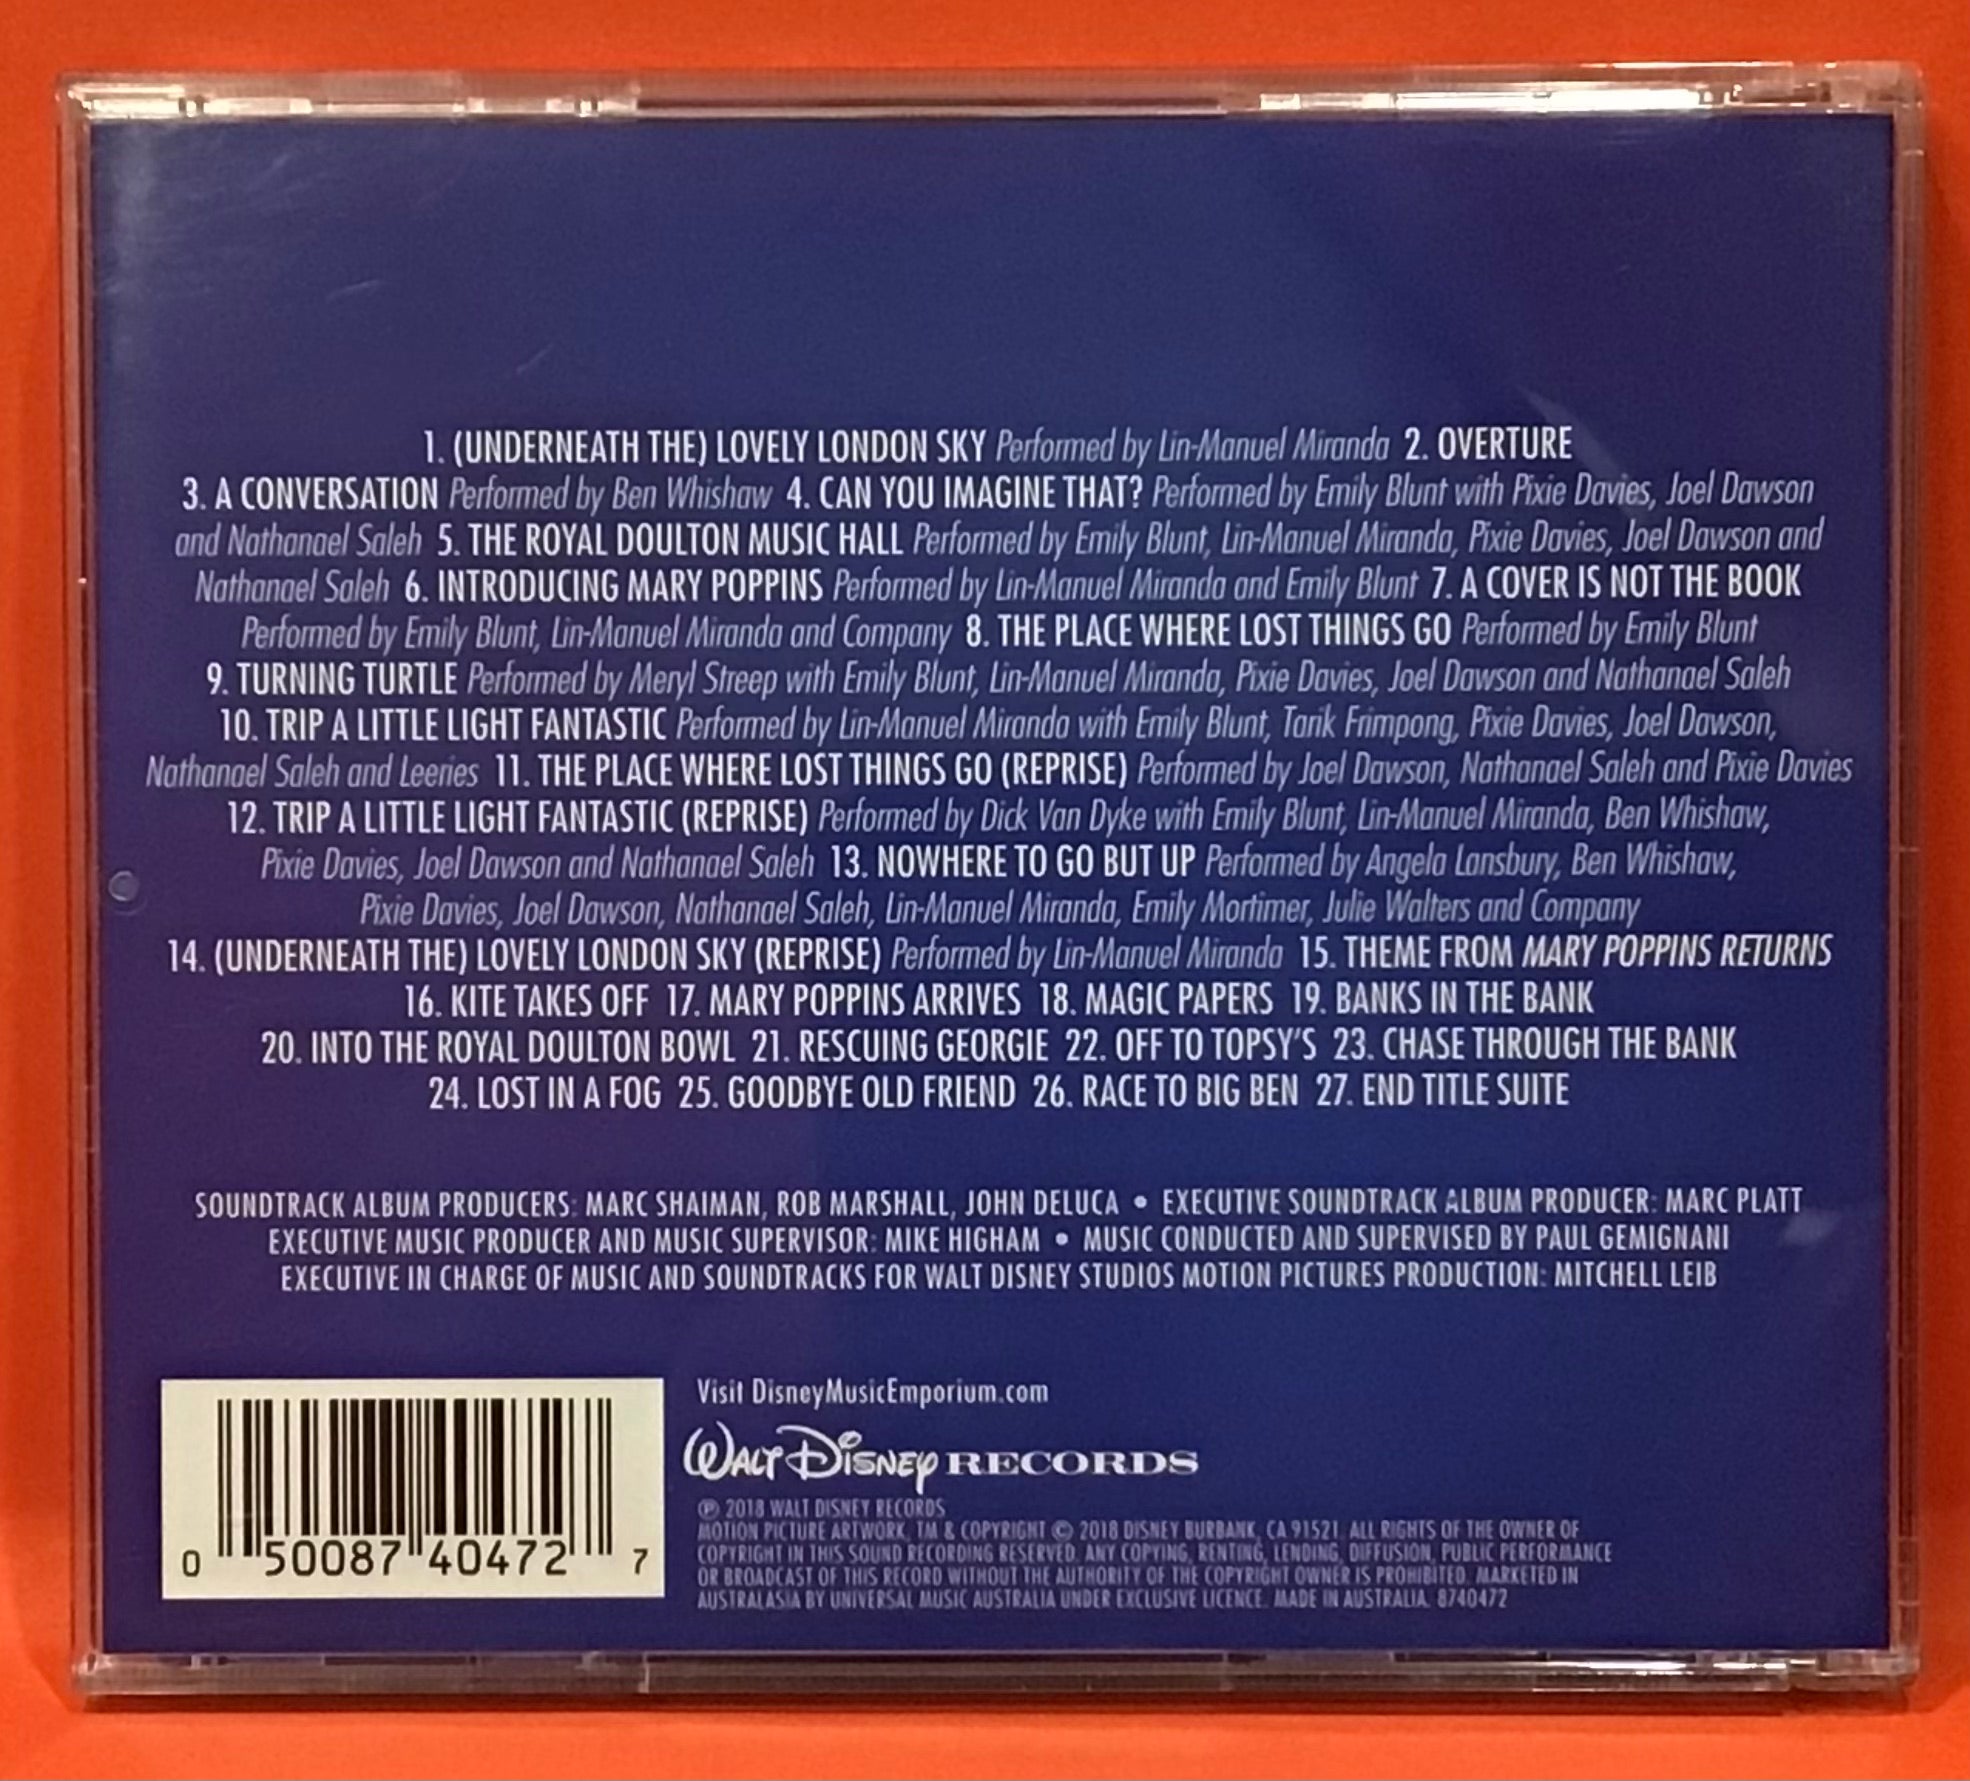 1. (UNDERNEATH THE) LOVELY LONDON SKY Performed by Lin-Manuel Miranda 2. OVERTURE
3. A CONVERSATION Performed by Ben Whishaw 4. CAN YOU IMAGINE THAT? Performed by Emily Blunt with Pixie Davies, Joel Dawson
and Nathanael Saleh 5. THE ROYAL DOULTON MUSIC HALL Performed by Emily Blunt, Lin-Manuel Miranda, Pixie Davies, Joel Dawson and
Nathanael Saleh 6. INTRODUCING MARY POPPINS Performed by Lin-Manuel Miranda and Emily Blunt 7. A COVER IS NOT THE BOOK
Performed by Emily Blunt, Lin-Manuel Miranda and Company 8. THE PLACE WHERE LOST THINGS GO Performed by Emily Blunt
9. TURNING TURTLE Performed by Meryl Streep with Emily Blunt, Lin-Manuel Miranda, Pixie Davies, Joel Dawson and Nathanael Saleh
10. TRIP A LITTLE LIGHT FANTASTIC Performed by Lin-Manuel Miranda with Emily Blunt, Tarik Frimpong, Pixie Davies, Joel Dawson,
Nathanael Saleh and Leeries 11. THE PLACE WHERE LOST THINGS GO (REPRISE) Performed by Joel Dawson, Nathanael Saleh and Pixie Davies
12. TRIP A LITTLE LIGHT FANTASTIC (REPRISE) Performed by Dick Van Dyke with Emily Blunt, Lin-Manuel Miranda, Ben Whishaw,
Pixie Davies, Joel Dawson and Nathanael Saleh 13. NOWHERE TO GO BUT UP Performed by Angela Lansbury, Ben Whishaw,
Pixie Davies, Joel Dawson, Nathanael Saleh, Lin-Manuel Miranda, Emily Mortimer, Julie Walters and Company
14. (UNDERNEATH THE) LOVELY LONDON SKY (REPRISE) Performed by Lin-Manuel Miranda 15. THEME FROM MARY POPPINS RETURNS
16. KITE TAKES OFF 17. MARY POPPINS ARRIVES 18. MAGIC PAPERS 19. BANKS IN THE BANK
20. INTO THE ROYAL DOULTON BOWL 21. RESCUING GEORGIE 22. OFF TO TOPSY'S 23. CHASE THROUGH THE BANK
24. LOST IN A FOG 25. GOODBYE OLD FRIEND 26. RACE TO BIG BEN 27. END TITLE SUITE
SOUNDTRACK ALBUM PRODUCERS: MARC SHAIMAN, ROB MARSHALL, JOHN DELUCA • EXECUTIVE SOUNDTRACK ALBUM PRODUCER: MARC PLATT
EXECUTIVE MUSIC PRODUCER AND MUSIC SUPERVISOR: MIKE HIGHAM • MUSIC CONDUCTED AND SUPERVISED BY PAUL GEMIGNANI
EXECUTIVE IN CHARGE OF MUSIC AND SOUNDTRACKS FOR WALT DISNEY STUDIOS MOTION PICTURES PRODUCTION: MITCHELL LEIB
Visit DisneyMusicEmporium.com
WALT DISNEY RECORDS
℗ 2018 WALT DISNEY RECORDS
MOTION PICTURE ARTWORK, TM & COPYRIGHT © 2018 DISNEY BURBANK, CA 91521. ALL RIGHTS OF THE OWNER OF
COPYRIGHT IN THIS SOUND RECORDING RESERVED. ANY COPYING, RENTING, LENDING, DIFFUSION, PUBLIC PERFORMANCE
OR BROADCAST OF THIS RECORD WITHOUT THE AUTHORITY OF THE COPYRIGHT OWNER IS PROHIBITED. MARKETED IN
AUSTRALASIA BY UNIVERSAL MUSIC AUSTRALIA UNDER EXCLUSIVE LICENCE. MADE IN AUSTRALIA. 8740472
0 50087 40472 7